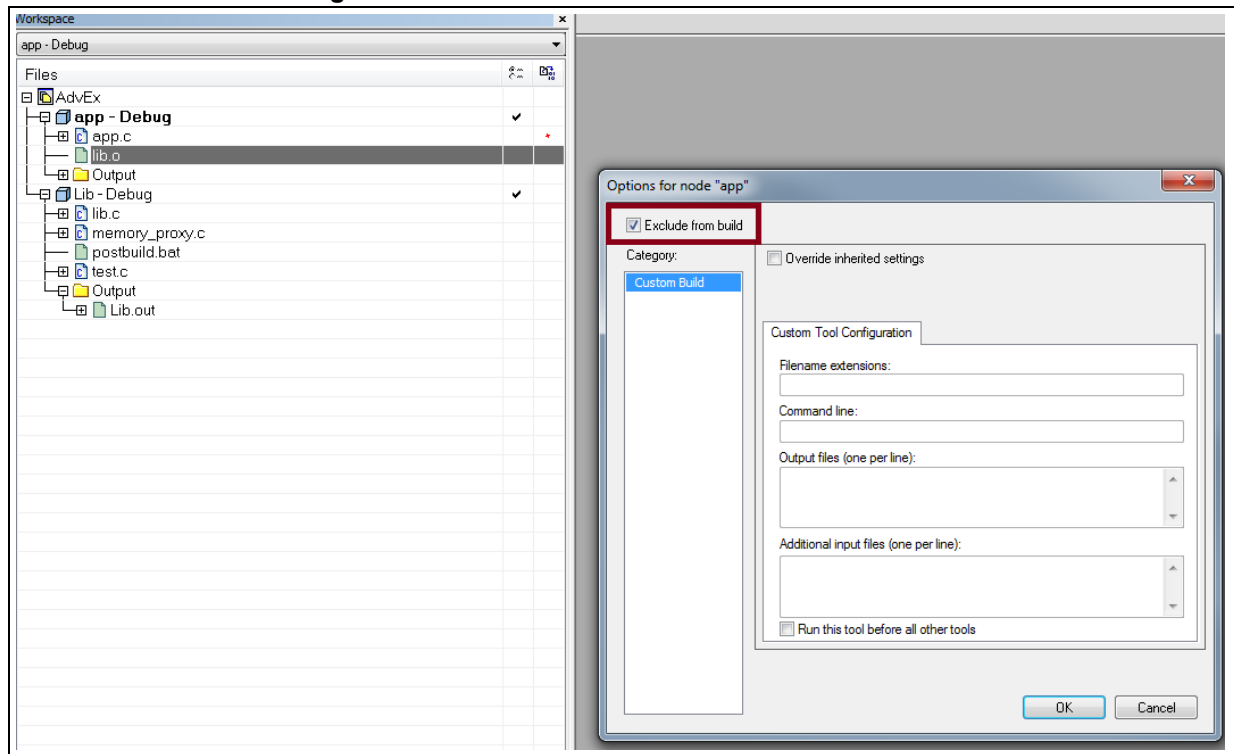 Workspace
x
app - Debug
Files
AdvEx
app - Debug
app.c
lib.o
Output
Lib - Debug
lib.c
memory_proxy.c
postbuild.bat
test.c
Output
Lib.out
Options for node "app"
Exclude from build
Category:
Custom Build
Override inherited settings
Custom Tool Configuration
Filename extensions:
Command line:
Output files (one per line):
Additional input files (one per line):
Run this tool before all other tools
OK
Cancel